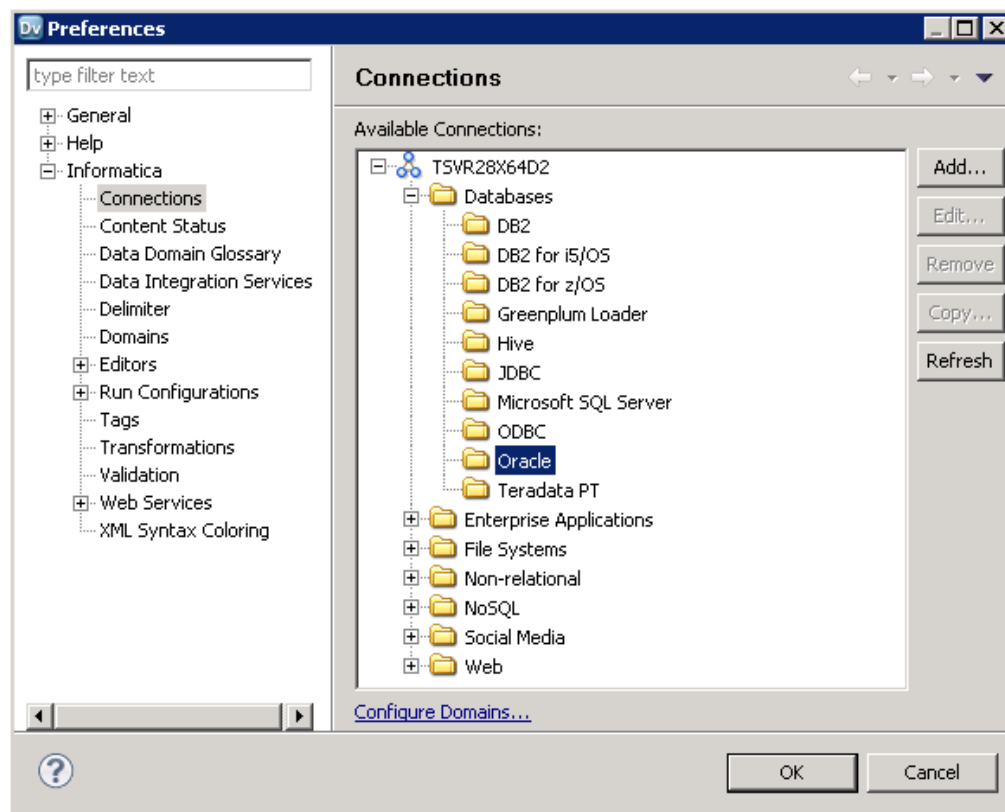 Dv Preferences
type filter text
General
Help
Informatica
Connections
Content Status
Data Domain Glossary
Data Integration Services
Delimiter
Domains
Editors
Run Configurations
Tags
Transformations
Validation
Web Services
XML Syntax Coloring
Connections
Available Connections:
TSVR28X64D2
Databases
DB2
DB2 for i5/OS
DB2 for z/OS
Greenplum Loader
Hive
JDBC
Microsoft SQL Server
ODBC
Oracle
Teradata PT
Enterprise Applications
File Systems
Non-relational
NoSQL
Social Media
Web
Add...
Edit...
Remove
Copy...
Refresh
Configure Domains...
?
OK
Cancel